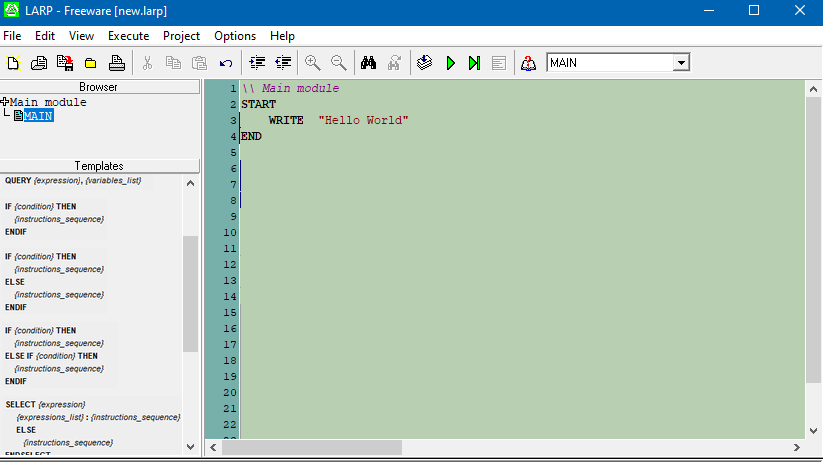 LARP - Freeware [new.larp]
File Edit View Execute Project Options Help
MAIN
Browser
Main module
MAIN
Templates
QUERY {expression}, {variables_list}
IF {condition} THEN
{instructions_sequence}
ENDIF
IF {condition} THEN
{instructions_sequence}
ELSE
{instructions_sequence}
ENDIF
IF {condition} THEN
{instructions_sequence}
ELSE IF {condition} THEN
{instructions_sequence}
ENDIF
SELECT {expression}
{expressions_list} : {instructions_sequence}
ELSE
{instructions_sequence}
ENDSELECT
1 \\ Main module
2 START
3 WRITE "Hello World"
4 END
5
6
7
8
9
10
11
12
13
14
15
16
17
18
19
20
21
22